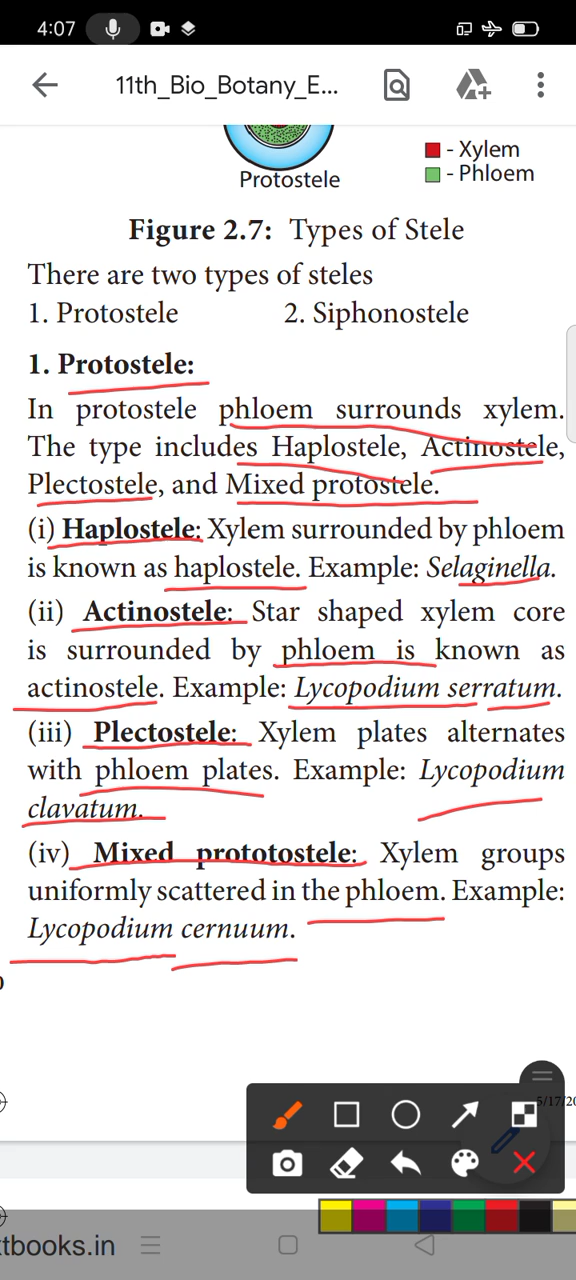 4:07
11th_Bio_Botany_E...
- Xylem
- Phloem
Protostele
Figure 2.7: Types of Stele
There are two types of steles
1. Protostele 2. Siphonostele
1. Protostele:
In protostele phloem surrounds xylem.
The type includes Haplostele, Actinostele,
Plectostele, and Mixed protostele.
(i) Haplostele: Xylem surrounded by phloem
is known as haplostele. Example: Selaginella.
(ii) Actinostele: Star shaped xylem core
is surrounded by phloem is known as
actinostele. Example: Lycopodium serratum.
(iii) Plectostele: Xylem plates alternates
with phloem plates. Example: Lycopodium
clavatum.
(iv) Mixed prototostele: Xylem groups
uniformly scattered in the phloem. Example:
Lycopodium cernuum.
5/17/20
tbooks.in